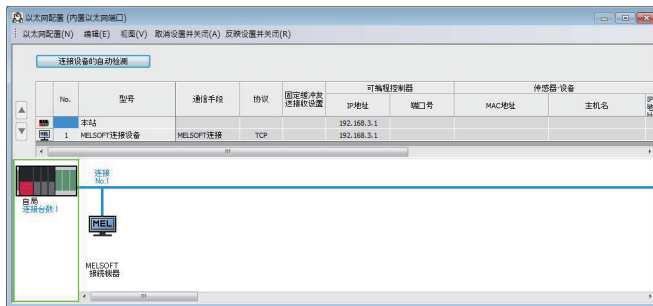 以太网配置 (内置以太网端口)
以太网配置(N) 编辑(E) 视图(V) 取消设置并关闭(A) 反映设置并关闭(R)
连接设备的自动检测
No. 型号 通信手段 协议 固定缓冲发送接收设置 可编程控制器 传感器·设备
IP地址 端口号 MAC地址 主机名
本站 192.168.3.1
1 MELSOFT连接设备 MELSOFT连接 TCP 192.168.3.1
连接
No.1
自局
连接台数:1
MEL
MELSOFT
接続機器